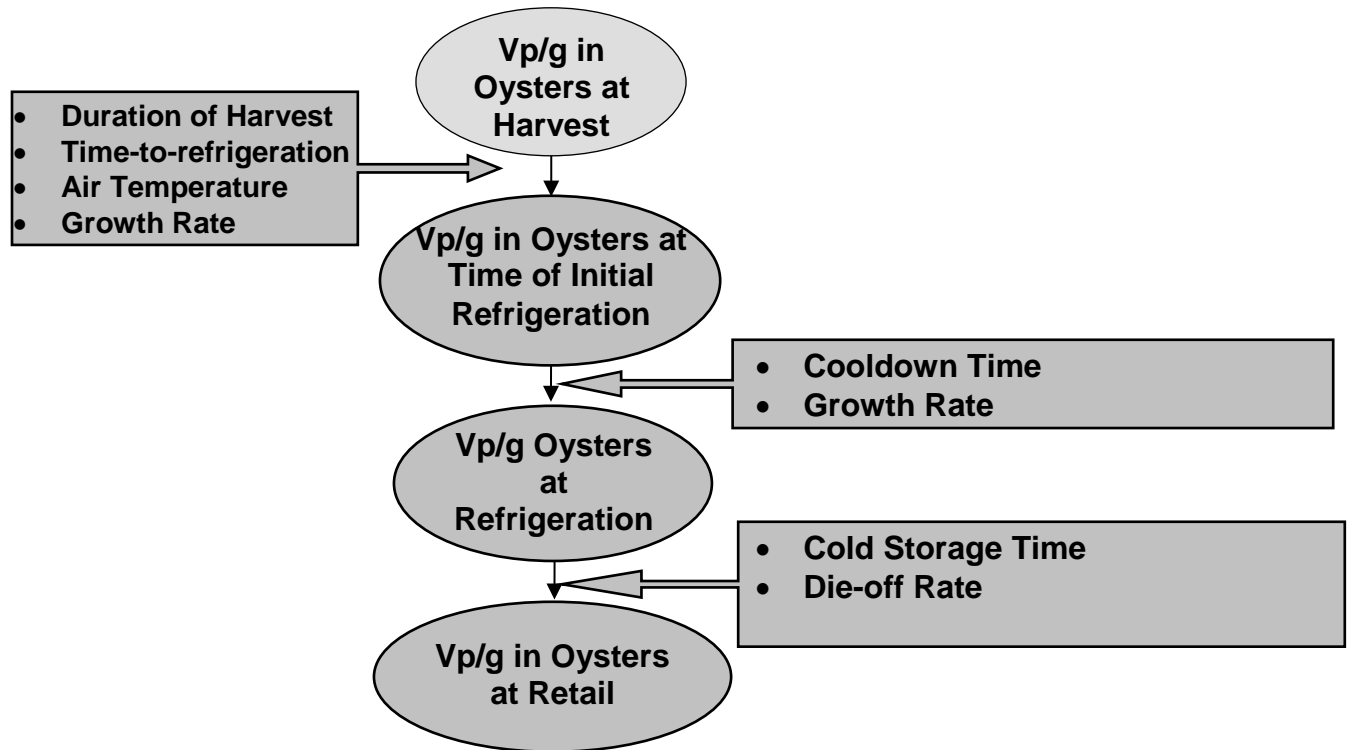 Vp/g in
Oysters at
Harvest
• Duration of Harvest
• Time-to-refrigeration
• Air Temperature
• Growth Rate
Vp/g in Oysters at
Time of Initial
Refrigeration
• Cooldown Time
• Growth Rate
Vp/g Oysters
at
Refrigeration
• Cold Storage Time
• Die-off Rate
Vp/g in Oysters
at Retail